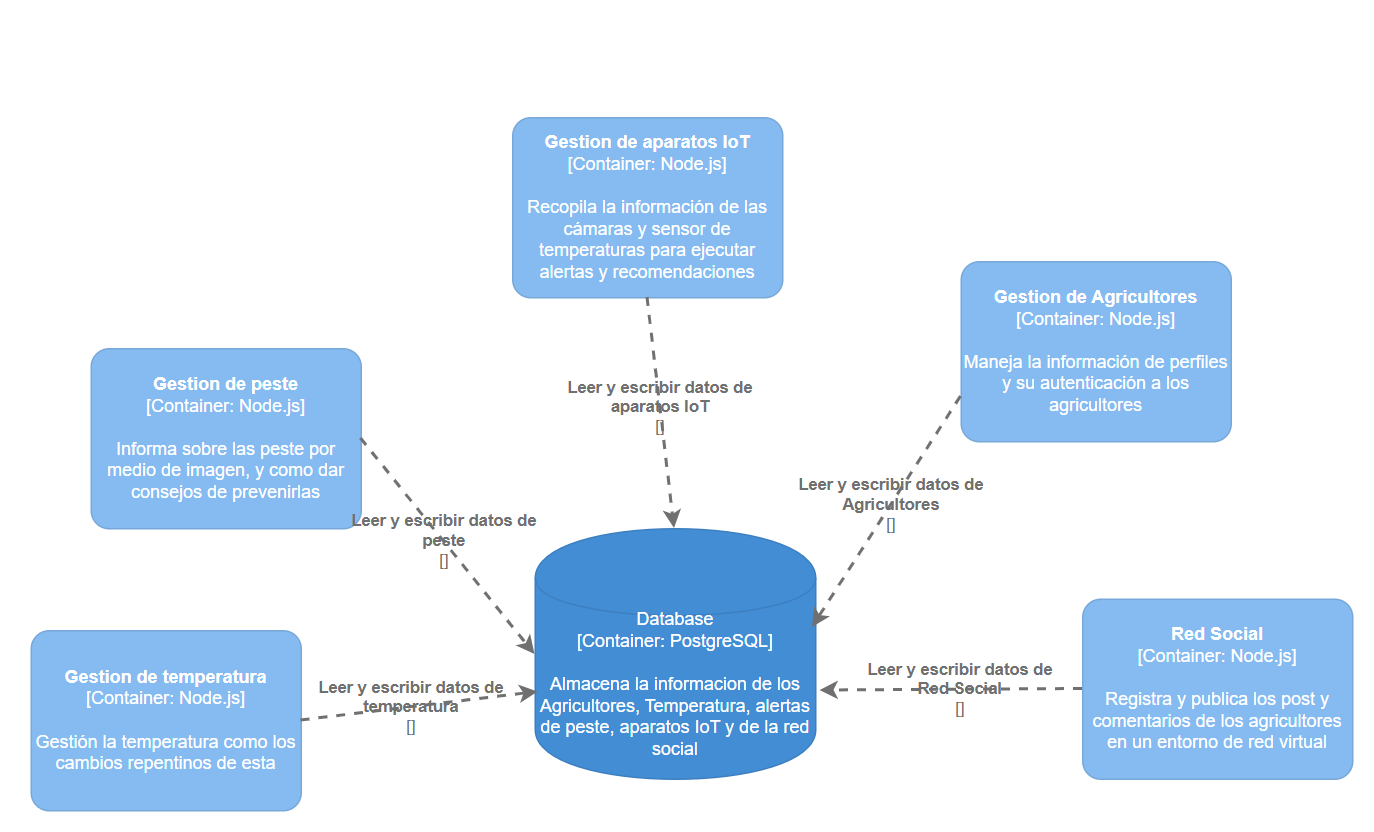 Gestion de aparatos IoT
[Container: Node.js]
Recopila la información de las
cámaras y sensor de
temperaturas para ejecutar
alertas y recomendaciones
Gestion de Agricultores
[Container: Node.js]
Maneja la información de perfiles
y su autenticación a los
agricultores
Gestion de peste
[Container: Node.js]
Informa sobre las peste por
medio de imagen, y como dar
consejos de prevenirlas
Leer y escribir datos de
aparatos IoT
[]
Leer y escribir datos de
Agricultores
[]
Leer y escribir datos de
peste
[]
Database
[Container: PostgreSQL]
Almacena la informacion de los
Agricultores, Temperatura, alertas
de peste, aparatos IoT y de la red
social
Gestion de temperatura
[Container: Node.js]
Gestión la temperatura como los
cambios repentinos de esta
Leer y escribir datos de
temperatura
[]
Leer y escribir datos de
Red Social
[]
Red Social
[Container: Node.js]
Registra y publica los post y
comentarios de los agricultores
en un entorno de red virtual